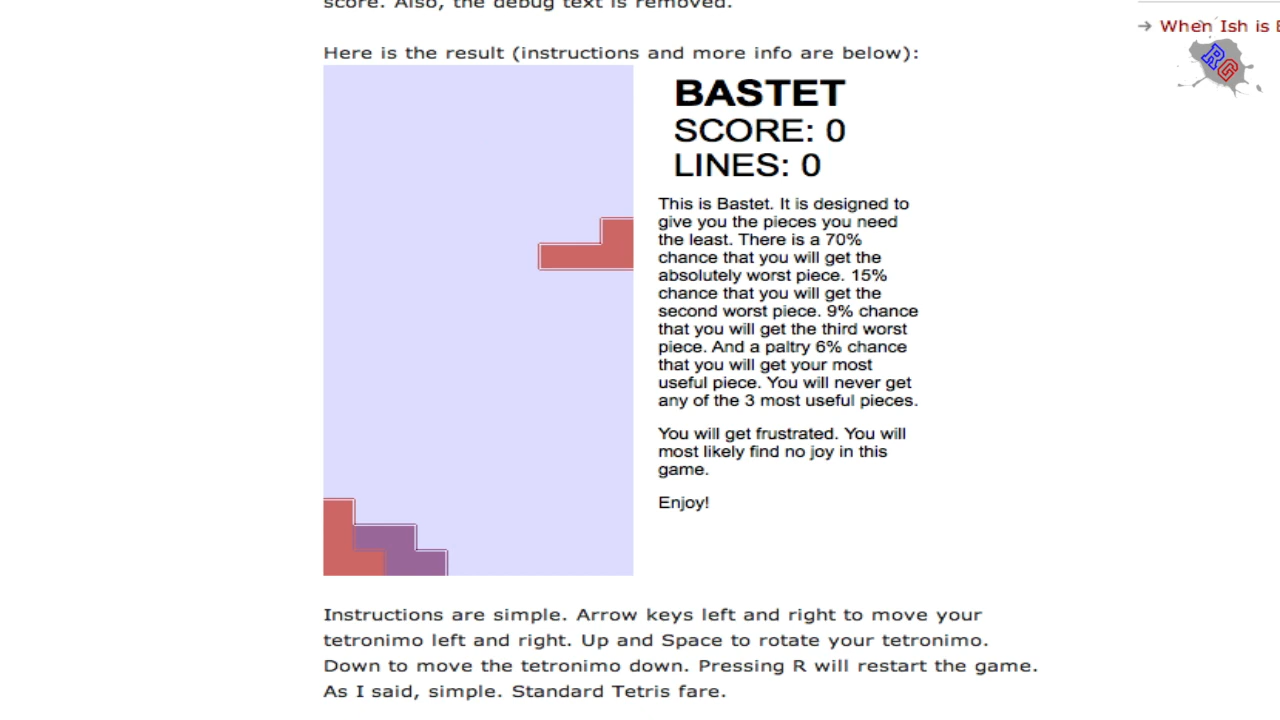 score. Also, the debug text is removed.
When Ish is
RG
Here is the result (instructions and more info are below):
BASTET
SCORE: 0
LINES: 0
This is Bastet. It is designed to
give you the pieces you need
the least. There is a 70%
chance that you will get the
absolutely worst piece. 15%
chance that you will get the
second worst piece. 9% chance
that you will get the third worst
piece. And a paltry 6% chance
that you will get your most
useful piece. You will never get
any of the 3 most useful pieces.
You will get frustrated. You will
most likely find no joy in this
game.
Enjoy!
Instructions are simple. Arrow keys left and right to move your
tetronimo left and right. Up and Space to rotate your tetronimo.
Down to move the tetronimo down. Pressing R will restart the game.
As I said, simple. Standard Tetris fare.